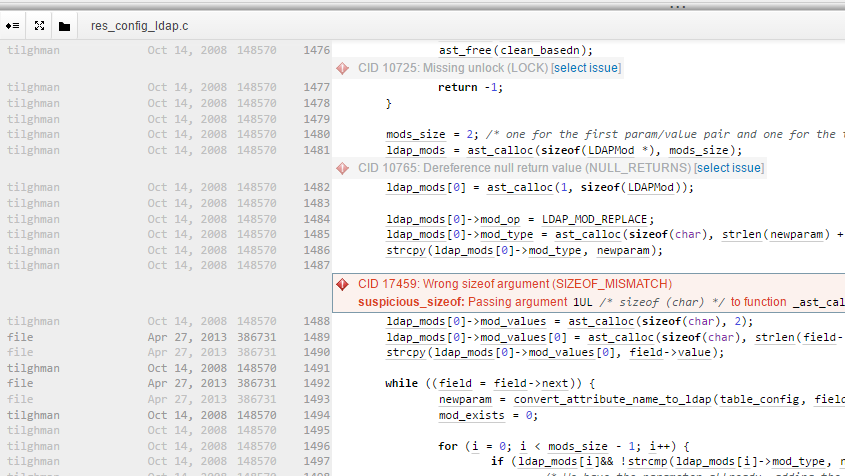 res_config_ldap.c
tilghman Oct 14, 2008 148570 1476 ast_free(clean_basedn);
CID 10725: Missing unlock (LOCK) [select issue]
tilghman Oct 14, 2008 148570 1477 return -1;
tilghman Oct 14, 2008 148570 1478 }
tilghman Oct 14, 2008 148570 1479
tilghman Oct 14, 2008 148570 1480 mods_size = 2; /* one for the first param/value pair and one for the
tilghman Oct 14, 2008 148570 1481 ldap_mods = ast_calloc(sizeof(LDAPMod *), mods_size);
CID 10765: Dereference null return value (NULL_RETURNS) [select issue]
tilghman Oct 14, 2008 148570 1482 ldap_mods[0] = ast_calloc(1, sizeof(LDAPMod));
tilghman Oct 14, 2008 148570 1483
tilghman Oct 14, 2008 148570 1484 ldap_mods[0]->mod_op = LDAP_MOD_REPLACE;
tilghman Oct 14, 2008 148570 1485 ldap_mods[0]->mod_type = ast_calloc(sizeof(char), strlen(newparam) +
tilghman Oct 14, 2008 148570 1486 strcpy(ldap_mods[0]->mod_type, newparam);
tilghman Oct 14, 2008 148570 1487
CID 17459: Wrong sizeof argument (SIZEOF_MISMATCH)
suspicious_sizeof: Passing argument 1UL /* sizeof (char) */ to function _ast_cal
tilghman Oct 14, 2008 148570 1488 ldap_mods[0]->mod_values = ast_calloc(sizeof(char), 2);
file Apr 27, 2013 386731 1489 ldap_mods[0]->mod_values[0] = ast_calloc(sizeof(char), strlen(field-
file Apr 27, 2013 386731 1490 strcpy(ldap_mods[0]->mod_values[0], field->value);
tilghman Oct 14, 2008 148570 1491
file Apr 27, 2013 386731 1492 while ((field = field->next)) {
file Apr 27, 2013 386731 1493 newparam = convert_attribute_name_to_ldap(table_config, field
tilghman Oct 14, 2008 148570 1494 mod_exists = 0;
tilghman Oct 14, 2008 148570 1495
tilghman Oct 14, 2008 148570 1496 for (i = 0; i < mods_size - 1; i++) {
tilghman Oct 14, 2008 148570 1497 if (ldap_mods[i]&& !strcmp(ldap_mods[i]->mod_type, n